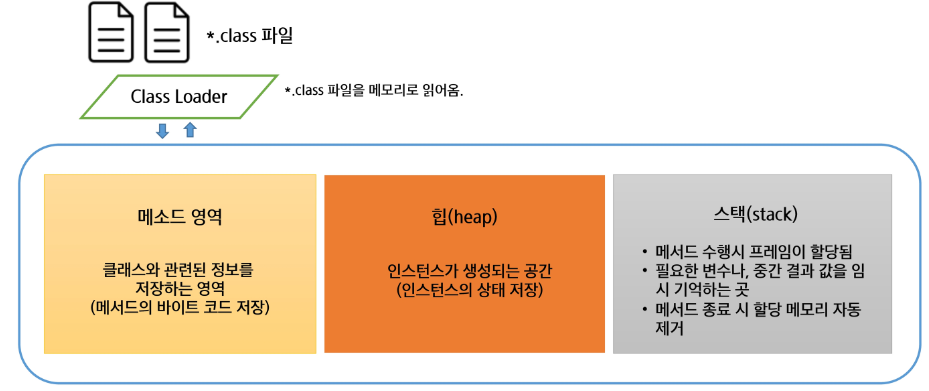 *.class 파일
Class Loader
*.class 파일을 메모리로 읽어옴.
메소드 영역
클래스와 관련된 정보를
저장하는 영역
(메서드의 바이트 코드 저장)
힙(heap)
인스턴스가 생성되는 공간
(인스턴스의 상태 저장)
스택(stack)
• 메서드 수행시 프레임이 할당됨
• 필요한 변수나, 중간 결과 값을 임
시 기억하는 곳
• 메서드 종료 시 할당 메모리 자동
제거